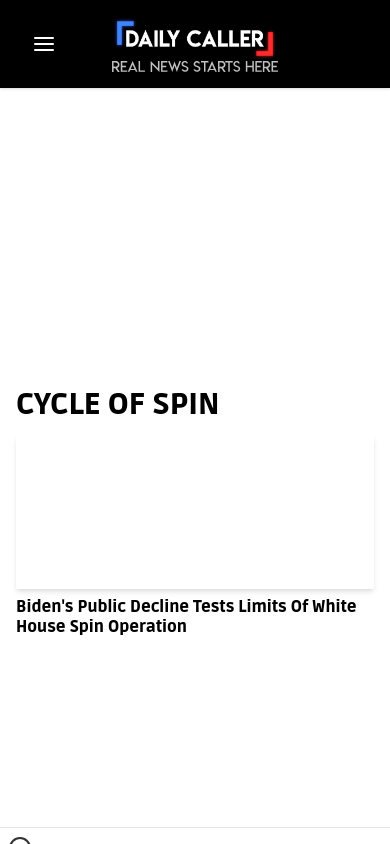 DAILY CALLER
REAL NEWS STARTS HERE
CYCLE OF SPIN
Biden's Public Decline Tests Limits Of White
House Spin Operation